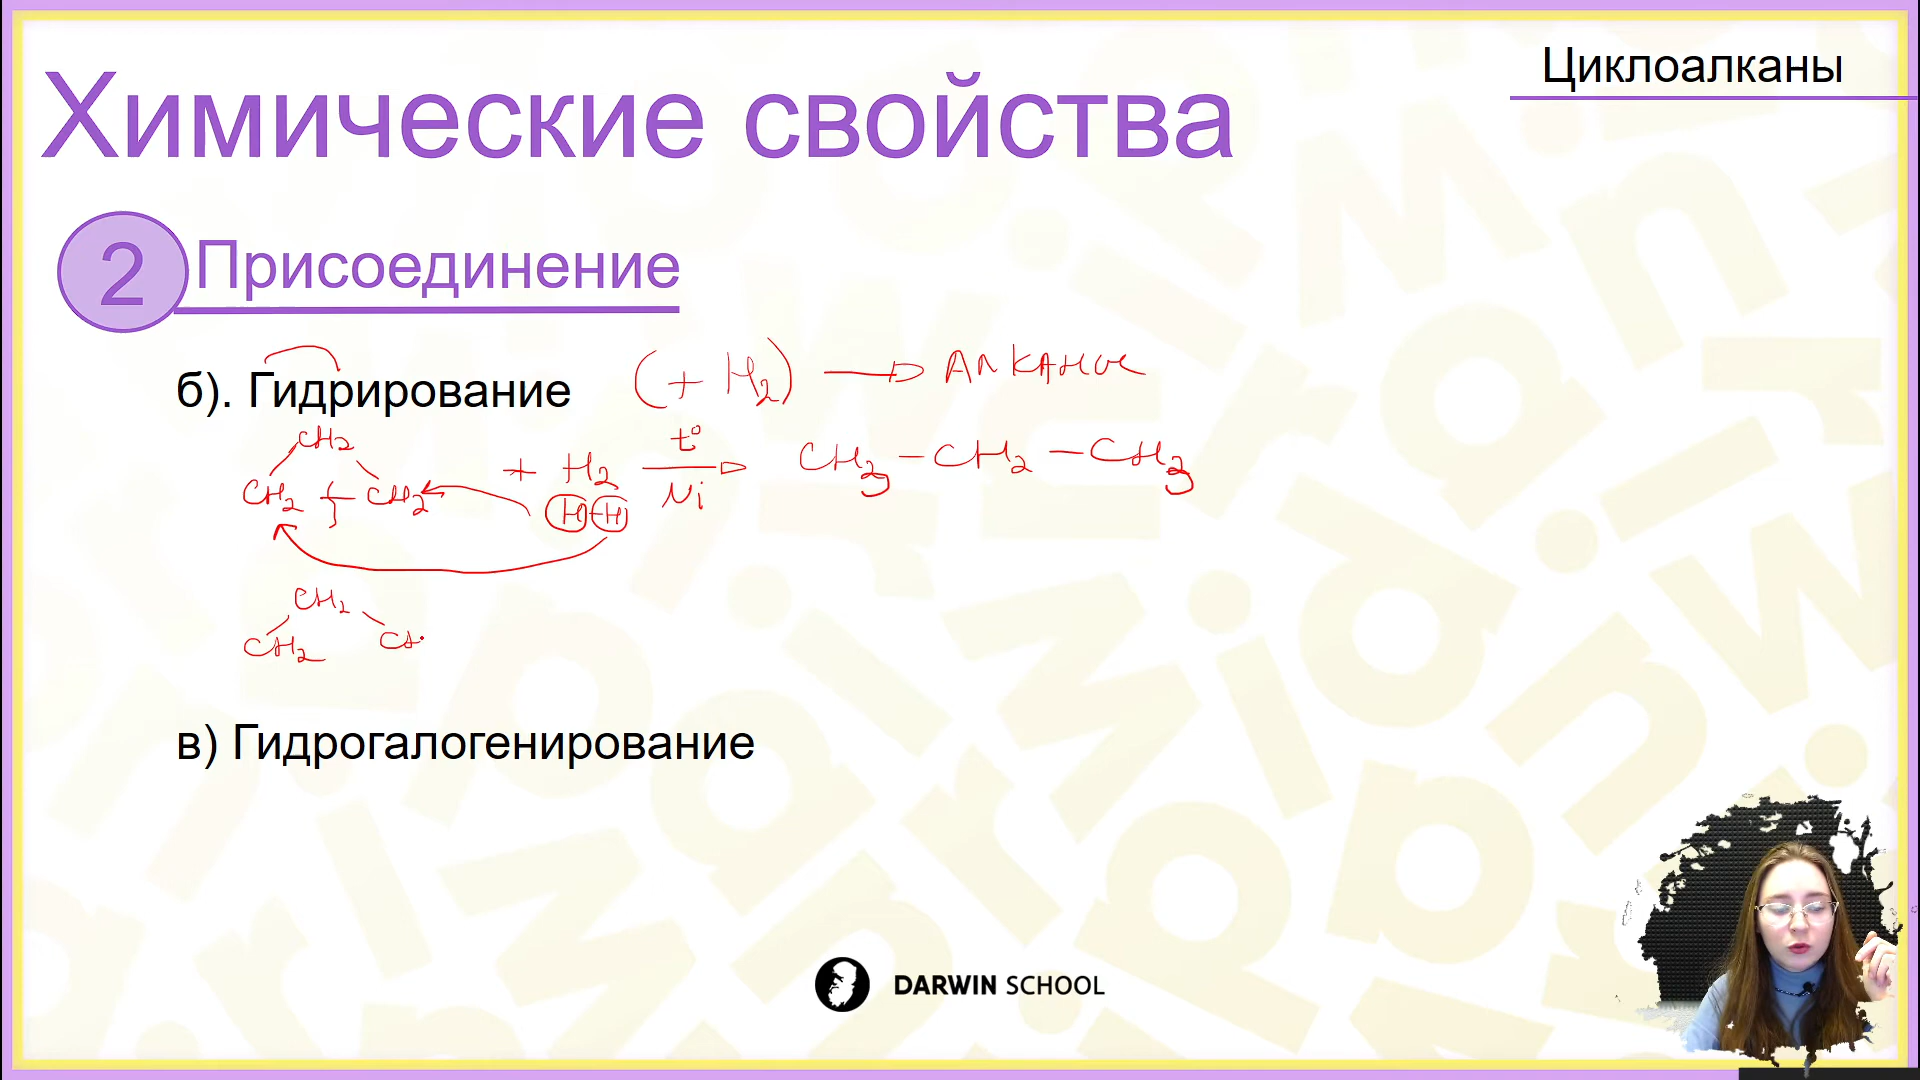 Циклоалканы
Химические свойства
2 Присоединение
б). Гидрирование (+ H₂) → Алканы
CH₂
CH₂ CH₂ + H₂ t° Ni → CH₃ – CH₂ – CH₃
H–H
CH₂
CH₂ CH
в) Гидрогалогенирование
DARWIN SCHOOL